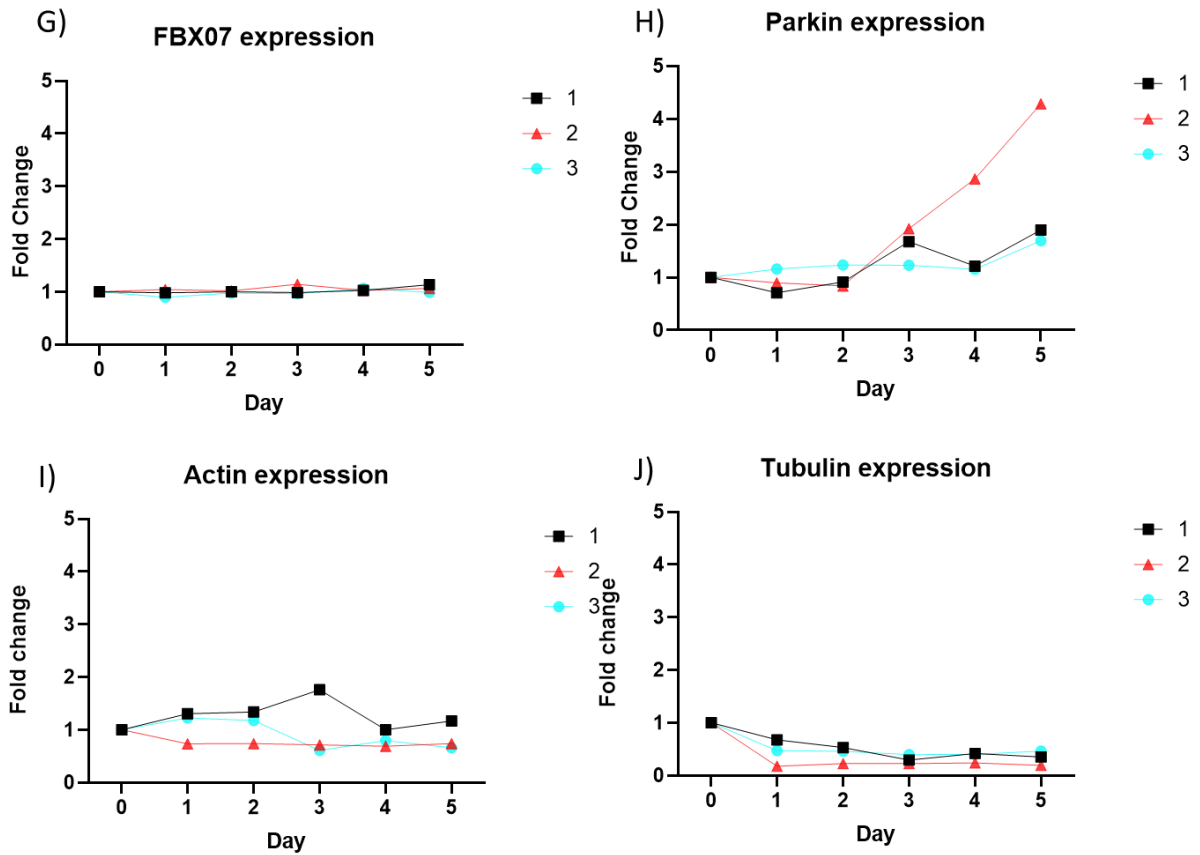 G)
FBX07 expression
5
4
3
2
1
0
Fold Change
0 1 2 3 4 5
Day
1
2
3
H)
Parkin expression
5
4
3
2
1
0
Fold Change
0 1 2 3 4 5
Day
1
2
3
I)
Actin expression
5
4
3
2
1
0
Fold change
0 1 2 3 4 5
Day
1
2
3
J)
Tubulin expression
5
4
3
2
1
0
Fold change
0 1 2 3 4 5
Day
1
2
3